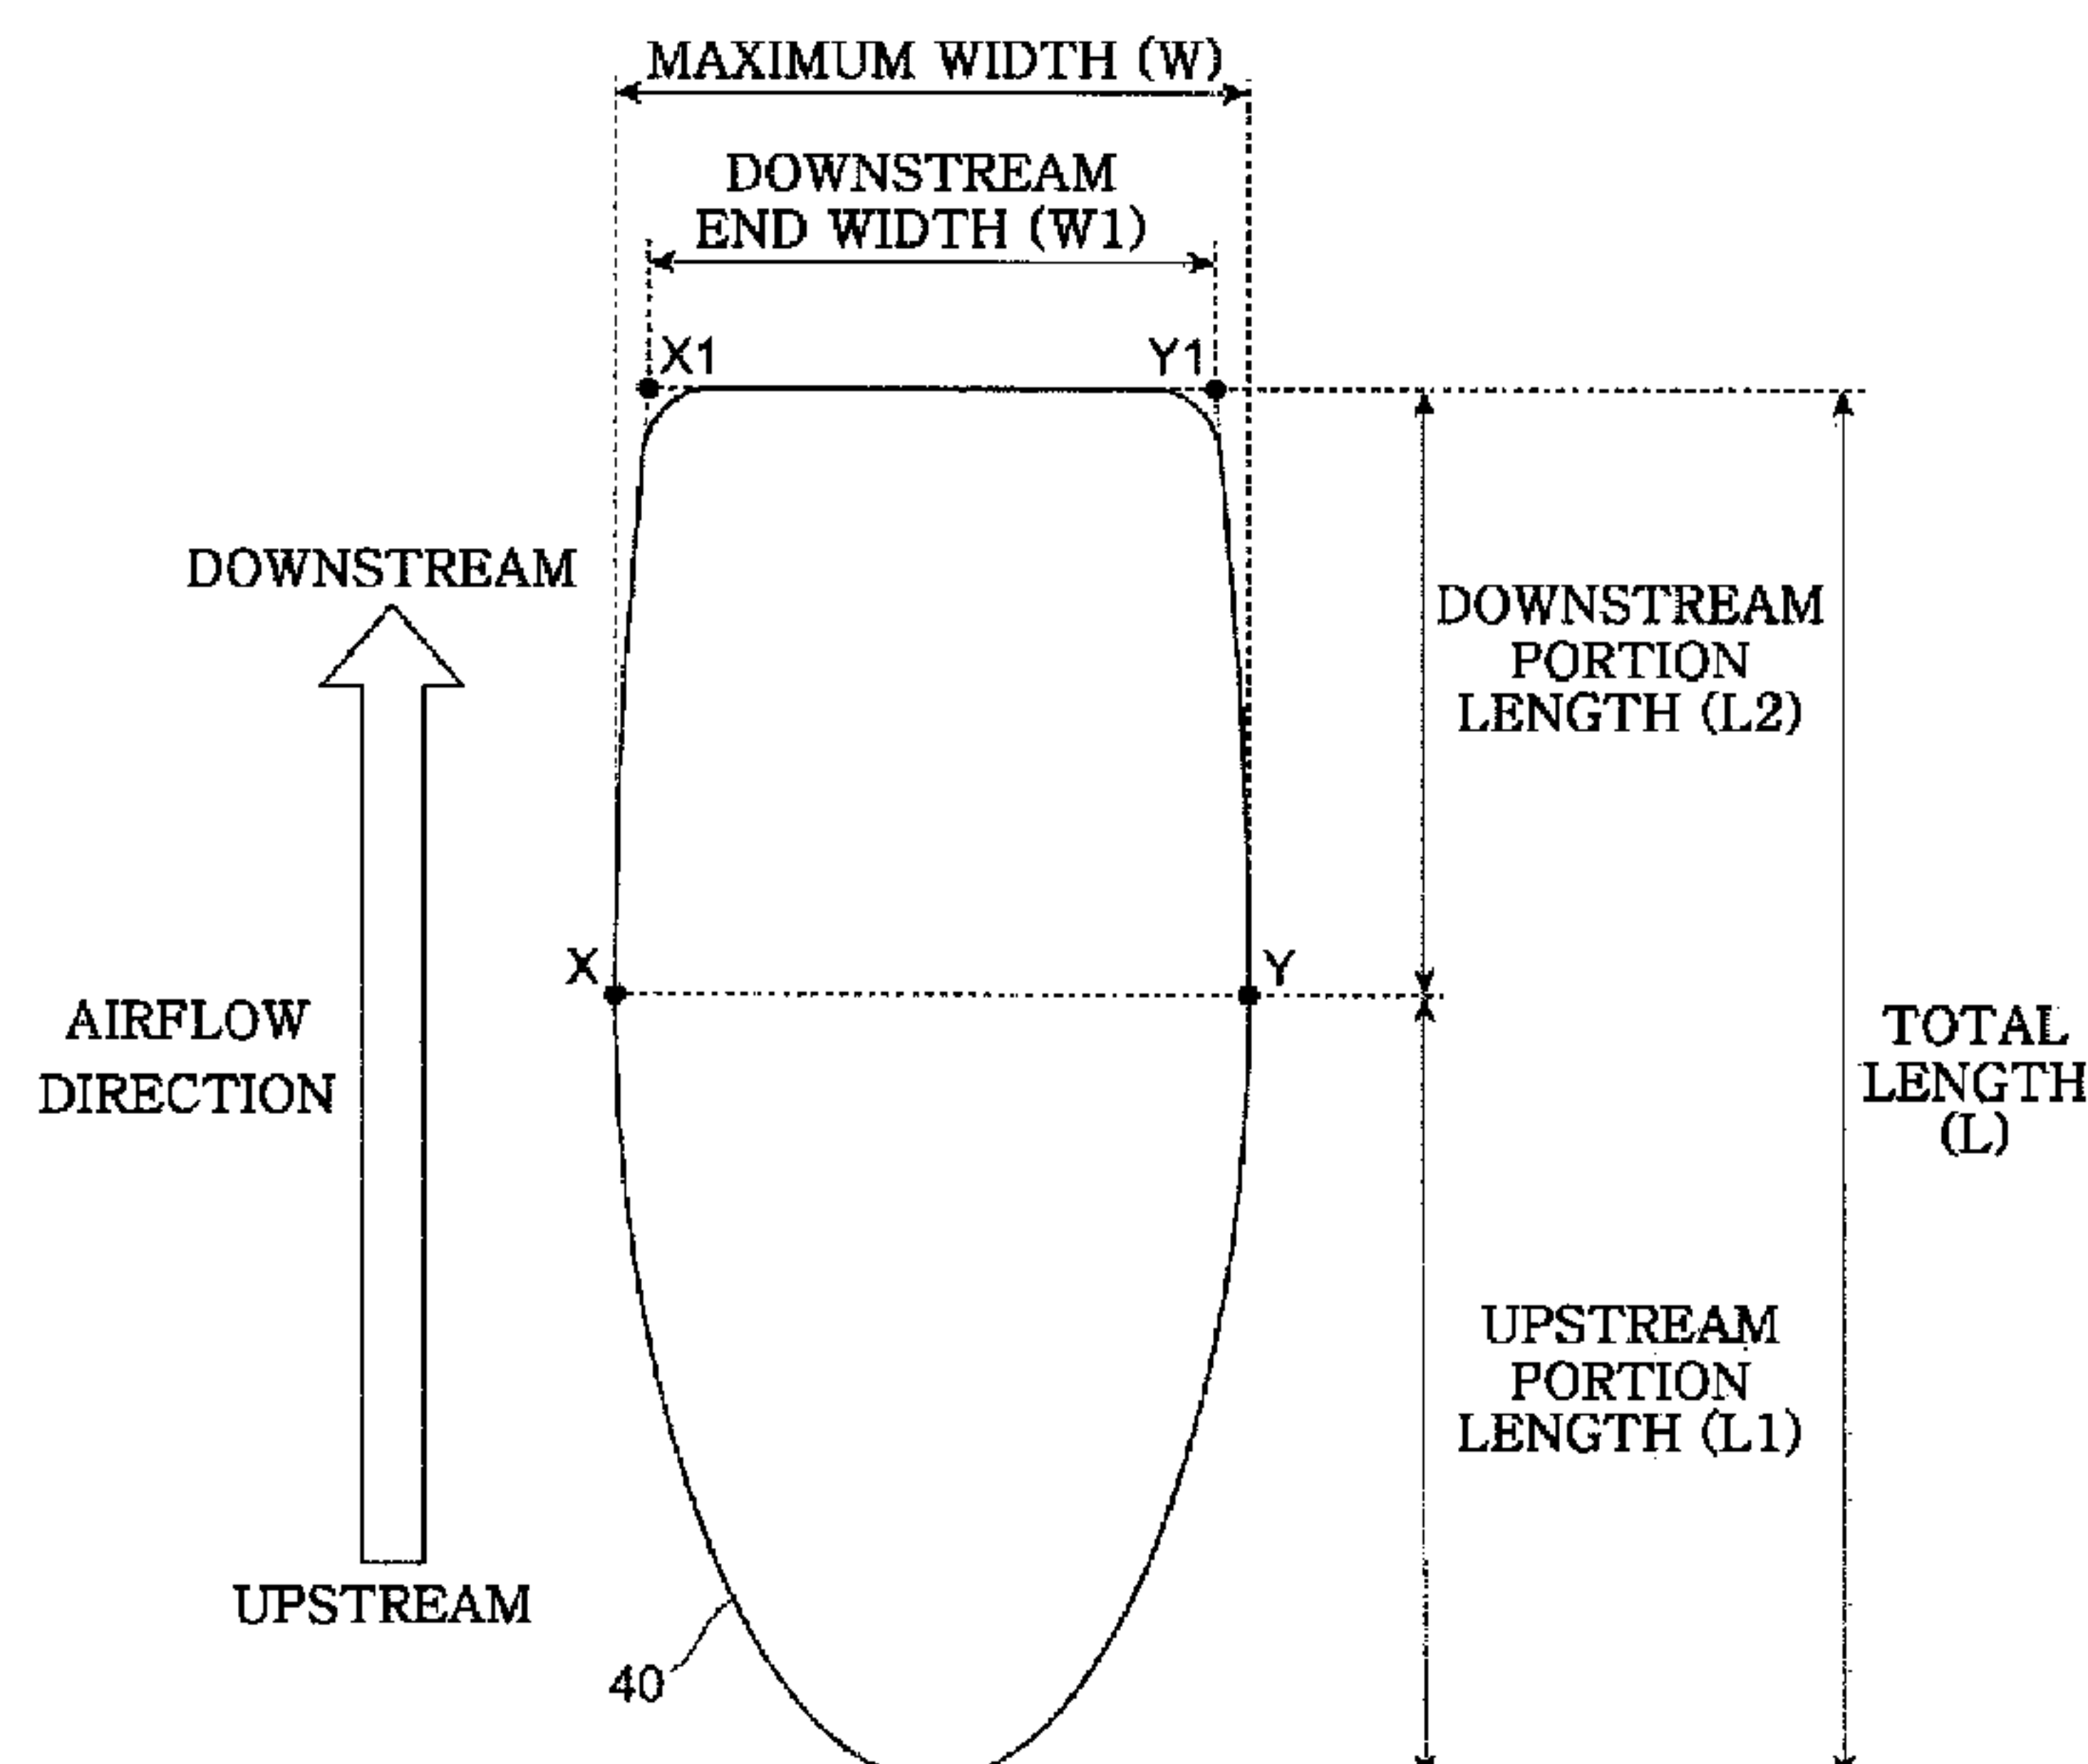 MAXIMUM WIDTH (W)
DOWNSTREAM
END WIDTH (W1)
X1
Y1
DOWNSTREAM
DOWNSTREAM
PORTION
LENGTH (L2)
X
Y
AIRFLOW
DIRECTION
TOTAL
LENGTH
(L)
UPSTREAM
PORTION
LENGTH (L1)
UPSTREAM
40